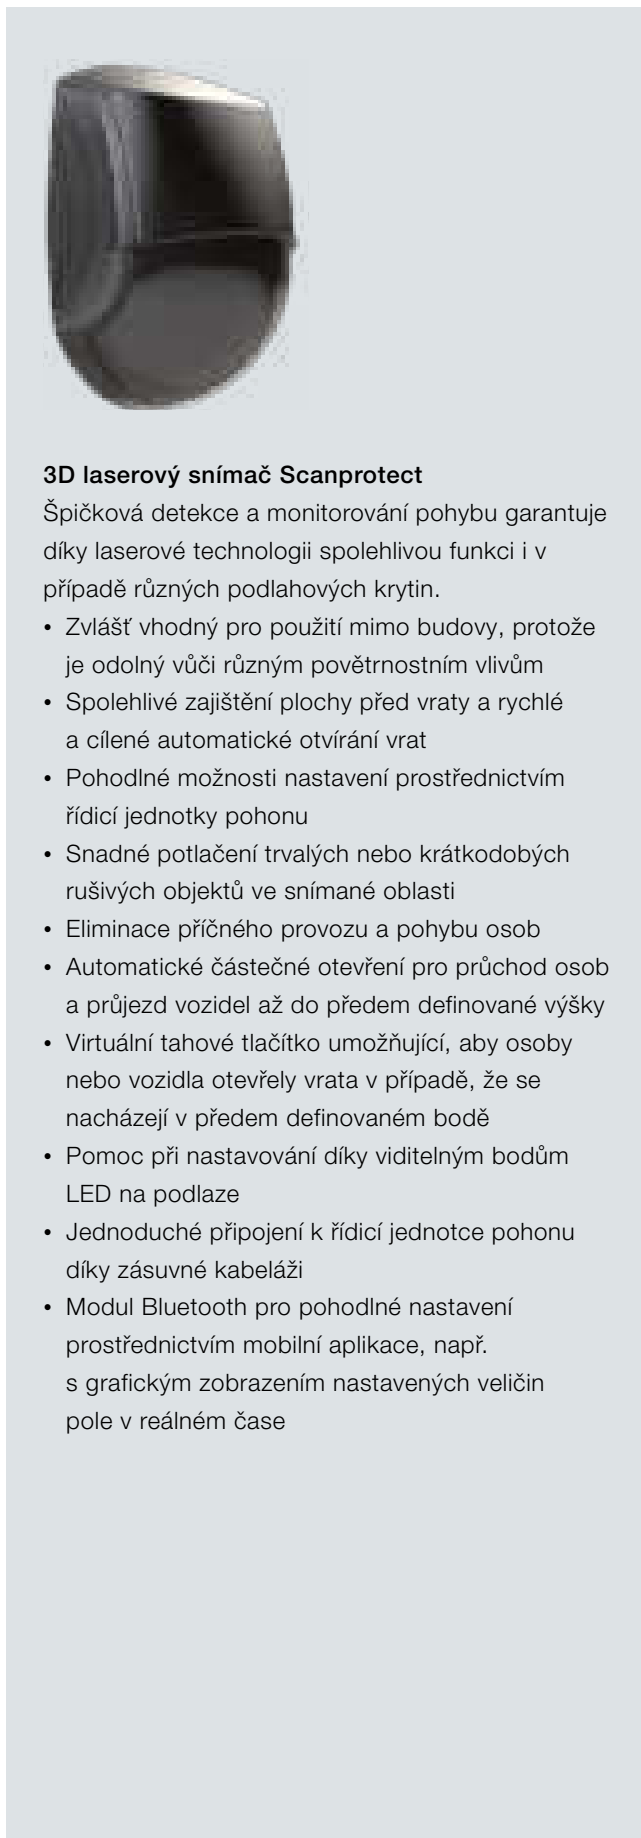 3D laserový snímač Scanprotect
Špičková detekce a monitorování pohybu garantuje
díky laserové technologii spolehlivou funkci i v
případě různých podlahových krytin.
• Zvlášť vhodný pro použití mimo budovy, protože
je odolný vůči různým povětrnostním vlivům
• Spolehlivé zajištění plochy před vraty a rychlé
a cílené automatické otvírání vrat
• Pohodlné možnosti nastavení prostřednictvím
řídicí jednotky pohonu
• Snadné potlačení trvalých nebo krátkodobých
rušivých objektů ve snímané oblasti
• Eliminace příčného provozu a pohybu osob
• Automatické částečné otevření pro průchod osob
a průjezd vozidel až do předem definované výšky
• Virtuální tahové tlačítko umožňující, aby osoby
nebo vozidla otevřely vrata v případě, že se
nacházejí v předem definovaném bodě
• Pomoc při nastavování díky viditelným bodům
LED na podlaze
• Jednoduché připojení k řídicí jednotce pohonu
díky zásuvné kabeláži
• Modul Bluetooth pro pohodlné nastavení
prostřednictvím mobilní aplikace, např.
s grafickým zobrazením nastavených veličin
pole v reálném čase